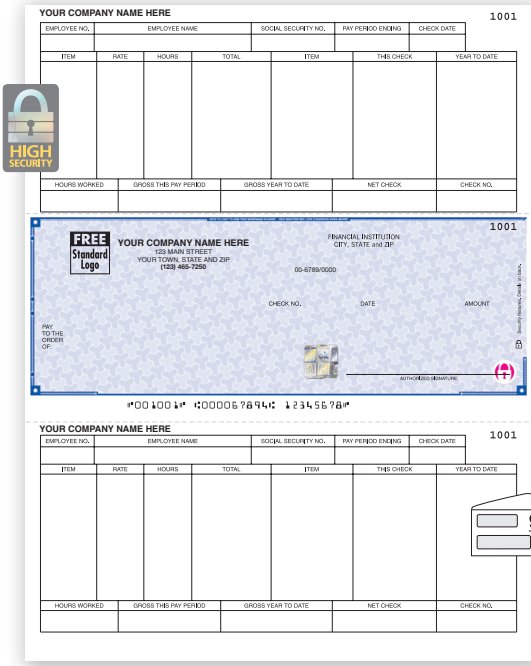 YOUR COMPANY NAME HERE
1001
EMPLOYEE NO. EMPLOYEE NAME SOCIAL SECURITY NO. PAY PERIOD ENDING CHECK DATE
ITEM RATE HOURS TOTAL ITEM THIS CHECK YEAR TO DATE
HIGH
SECURITY
HOURS WORKED GROSS THIS PAY PERIOD GROSS YEAR TO DATE NET CHECK CHECK NO.
1001
FREE
Standard
Logo
YOUR COMPANY NAME HERE
123 MAIN STREET
YOUR TOWN, STATE AND ZIP
(123) 465-7250
FINANCIAL INSTITUTION
CITY, STATE and ZIP
00-6789/0000
CHECK NO. DATE AMOUNT
PAY
TO THE
ORDER
OF:
Security features. Details on back.
AUTHORIZED SIGNATURE
⑈001001⑈ ⑆000067894⑆ 12345678⑈
YOUR COMPANY NAME HERE
1001
EMPLOYEE NO. EMPLOYEE NAME SOCIAL SECURITY NO. PAY PERIOD ENDING CHECK DATE
ITEM RATE HOURS TOTAL ITEM THIS CHECK YEAR TO DATE
HOURS WORKED GROSS THIS PAY PERIOD GROSS YEAR TO DATE NET CHECK CHECK NO.